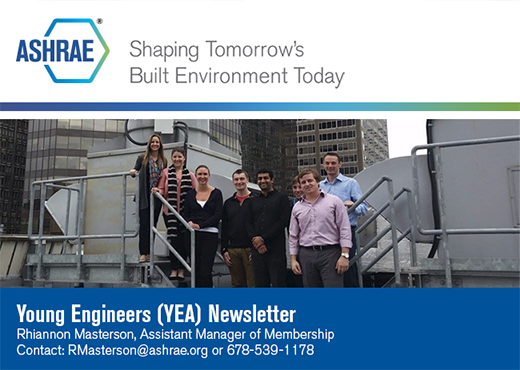 ASHRAE®
Shaping Tomorrow's
Built Environment Today
Young Engineers (YEA) Newsletter
Rhiannon Masterson, Assistant Manager of Membership
Contact: RMasterson@ashrae.org or 678-539-1178